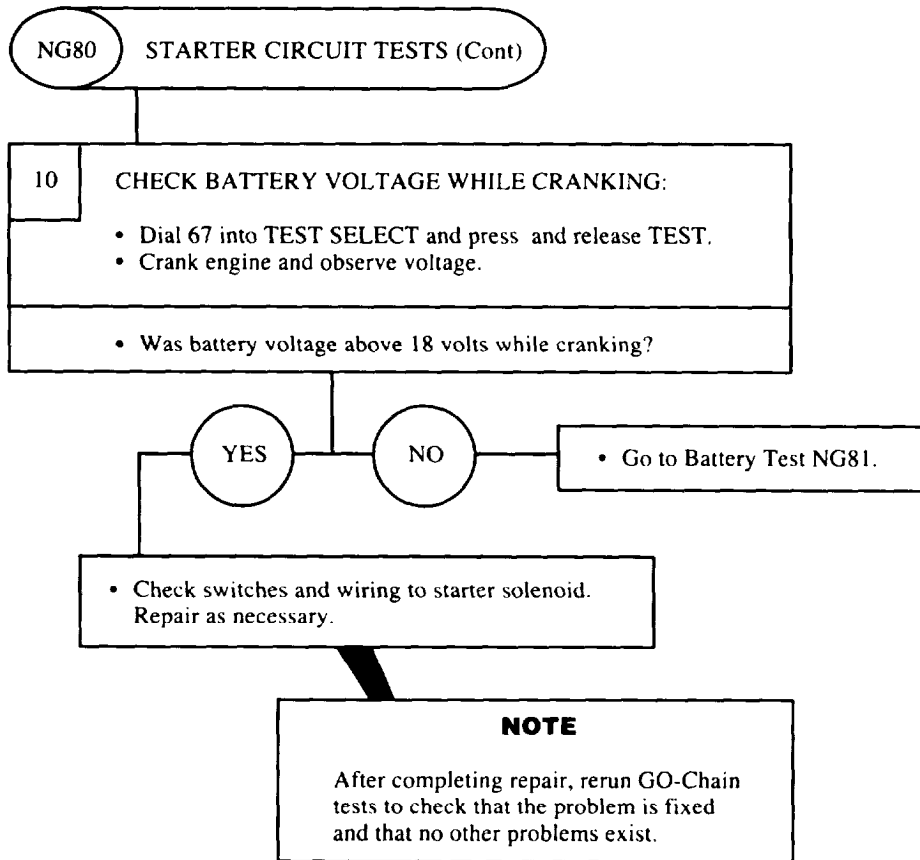 NG80 STARTER CIRCUIT TESTS (Cont)
10 CHECK BATTERY VOLTAGE WHILE CRANKING:
• Dial 67 into TEST SELECT and press and release TEST.
• Crank engine and observe voltage.
• Was battery voltage above 18 volts while cranking?
YES
NO
• Go to Battery Test NG81.
• Check switches and wiring to starter solenoid.
Repair as necessary.
NOTE
After completing repair, rerun GO-Chain
tests to check that the problem is fixed
and that no other problems exist.